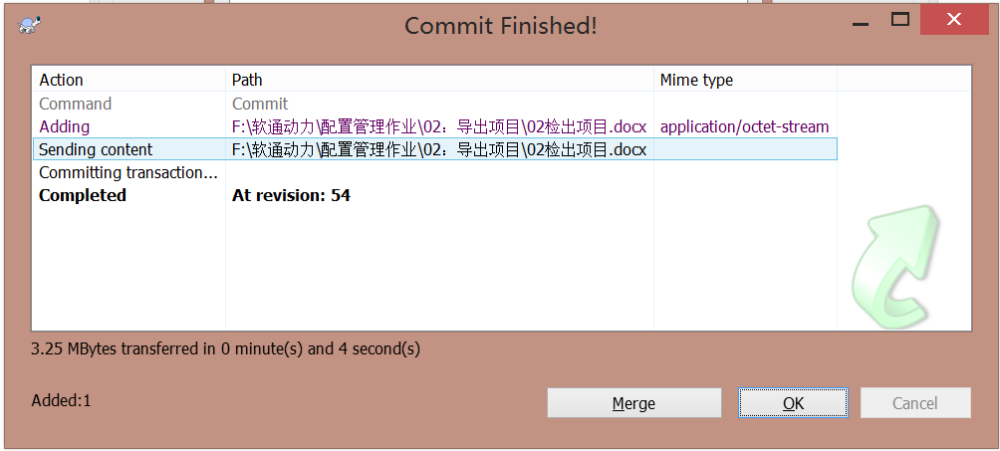 Commit Finished!
Action Path Mime type
Command Commit
Adding F:\软通动力\配置管理作业\02：导出项目\02检出项目.docx application/octet-stream
Sending content F:\软通动力\配置管理作业\02：导出项目\02检出项目.docx
Committing transaction...
Completed At revision: 54
3.25 MBytes transferred in 0 minute(s) and 4 second(s)
Added:1
Merge OK Cancel